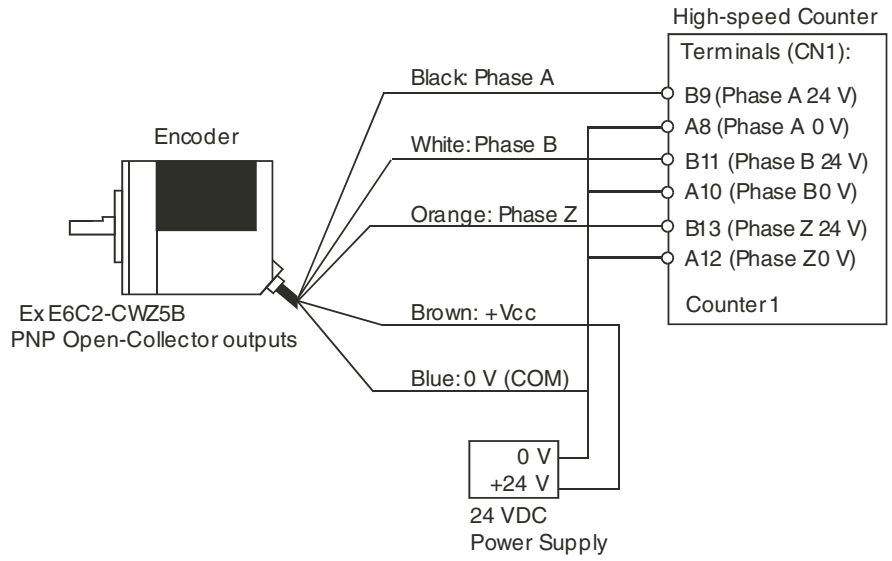 High-speed Counter
Terminals (CN1):
Black: Phase A
B9 (Phase A 24 V)
A8 (Phase A 0 V)
Encoder
White: Phase B
B11 (Phase B 24 V)
A10 (Phase B 0 V)
Orange: Phase Z
B13 (Phase Z 24 V)
A12 (Phase Z 0 V)
Counter 1
Ex E6C2-CWZ5B
PNP Open-Collector outputs
Brown: +Vcc
Blue: 0 V (COM)
0 V
+24 V
24 VDC
Power Supply